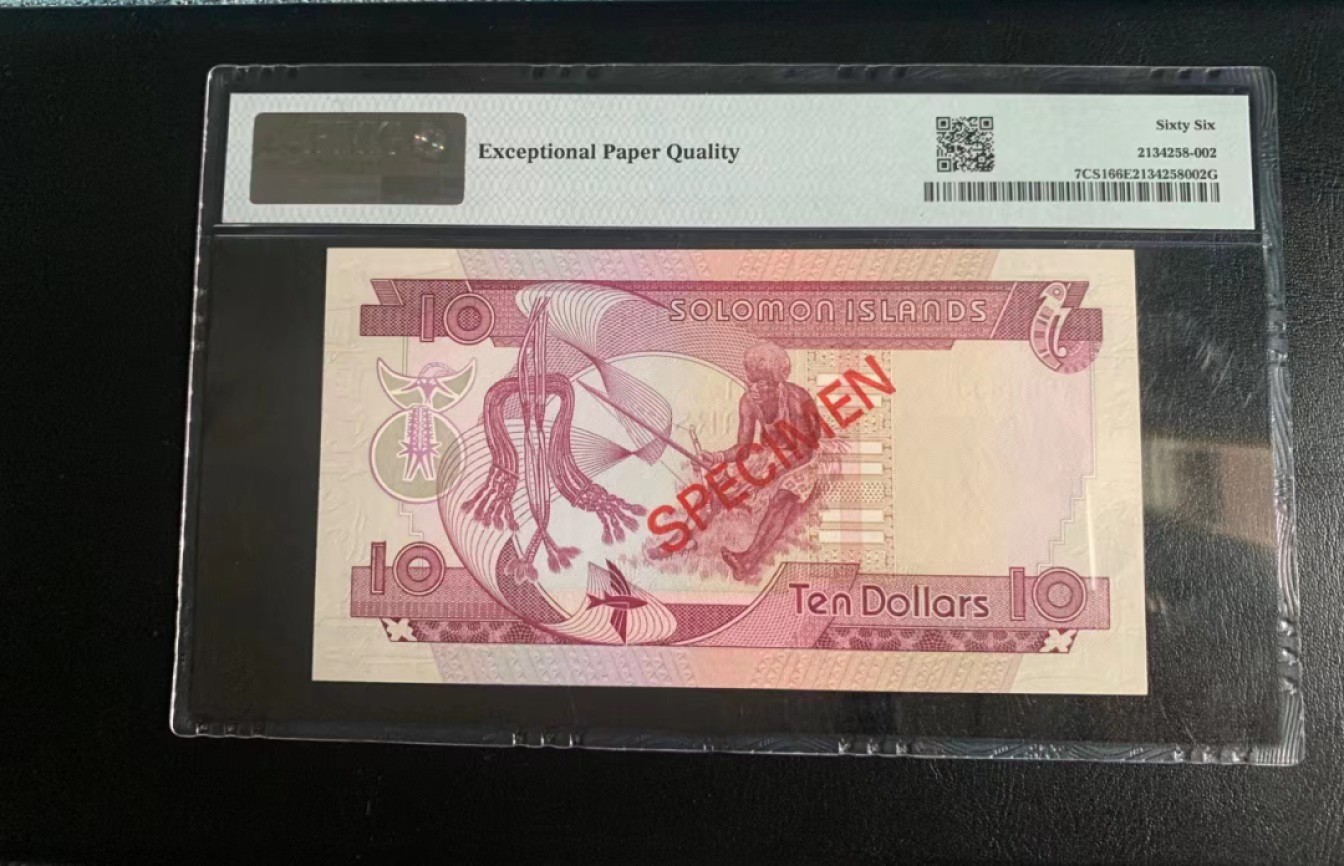 Exceptional Paper Quality
Sixty Six
2134258-002
7CS166E2134258002G
10
SOLOMON ISLANDS
SPECIMEN
10
Ten Dollars
10